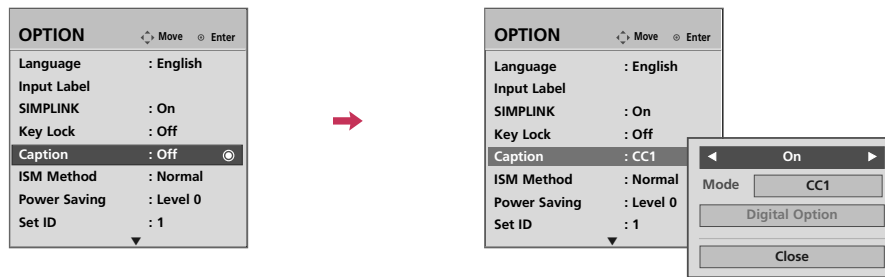 OPTION Move Enter
Language : English
Input Label
SIMPLINK : On
Key Lock : Off
Caption : Off
ISM Method : Normal
Power Saving : Level 0
Set ID : 1
OPTION Move Enter
Language : English
Input Label
SIMPLINK : On
Key Lock : Off
Caption : CC1
ISM Method : Normal
Power Saving : Level 0
Set ID : 1
On
Mode CC1
Digital Option
Close